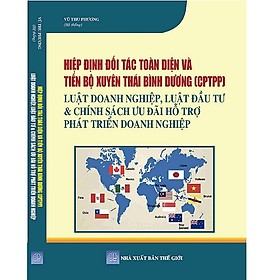 VŨ THU PHƯƠNG
(Hệ thống)
HIỆP ĐỊNH ĐỐI TÁC TOÀN DIỆN VÀ
TIẾN BỘ XUYÊN THÁI BÌNH DƯƠNG (CPTPP)
LUẬT DOANH NGHIỆP, LUẬT ĐẦU TƯ
& CHÍNH SÁCH ƯU ĐÃI HỖ TRỢ
PHÁT TRIỂN DOANH NGHIỆP
NHÀ XUẤT BẢN THẾ GIỚI